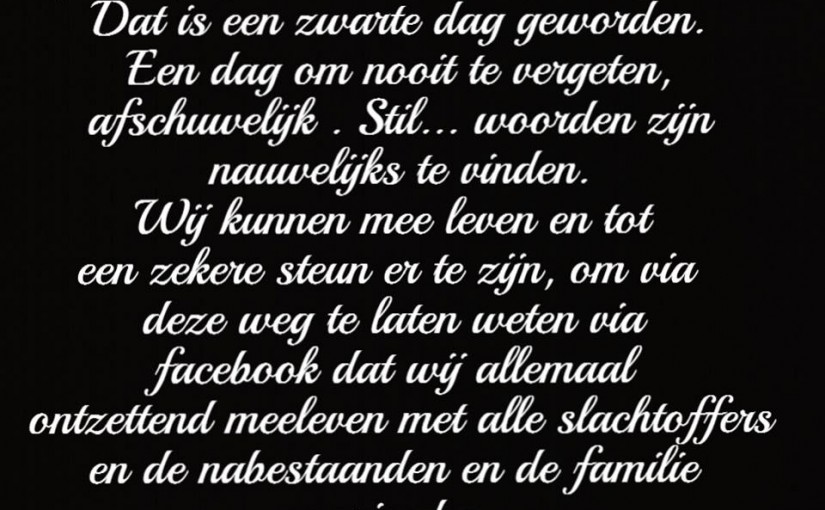 Dat is een zwarte dag geworden.
Een dag om nooit te vergeten,
afschuwelijk . Stil... woorden zijn
nauwelijks te vinden.
Wij kunnen mee leven en tot
een zekere steun er te zijn, om via
deze weg te laten weten via
facebook dat wij allemaal
ontzettend meeleven met alle slachtoffers
en de nabestaanden en de familie